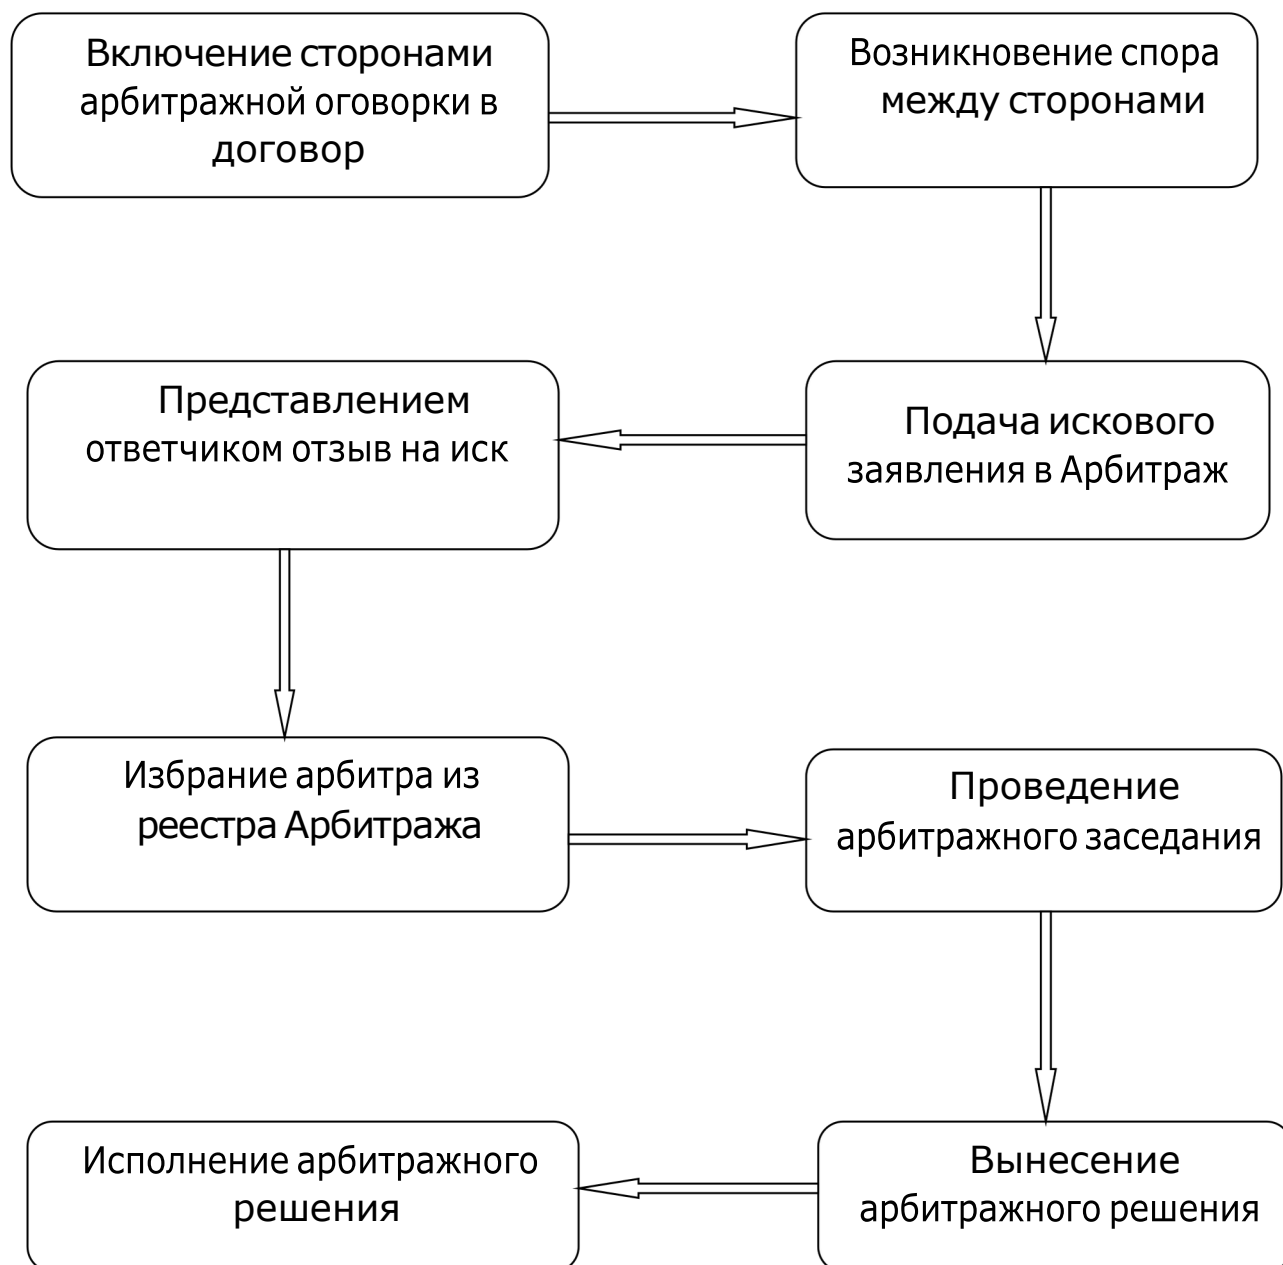 Включение сторонами
арбитражной оговорки в
договор
Возникновение спора
между сторонами
Подача искового
заявления в Арбитраж
Представлением
ответчиком отзыв на иск
Избрание арбитра из
реестра Арбитража
Проведение
арбитражного заседания
Вынесение
арбитражного решения
Исполнение арбитражного
решения